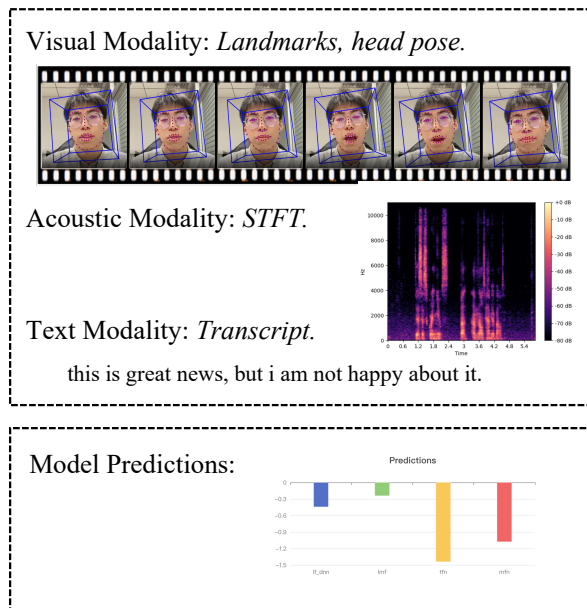 Visual Modality: Landmarks, head pose.
Acoustic Modality: STFT.
+0 dB
-10 dB
-20 dB
-30 dB
-40 dB
-50 dB
-60 dB
-70 dB
-80 dB
10000
8000
6000
4000
2000
0
Hz
0 0.6 1.2 1.8 2.4 3 3.6 4.2 4.8 5.4
Time
Text Modality: Transcript.
this is great news, but i am not happy about it.
Model Predictions:
Predictions
0
-0.3
-0.6
-0.9
-1.2
-1.5
lf_dnn lmf tfn mfn